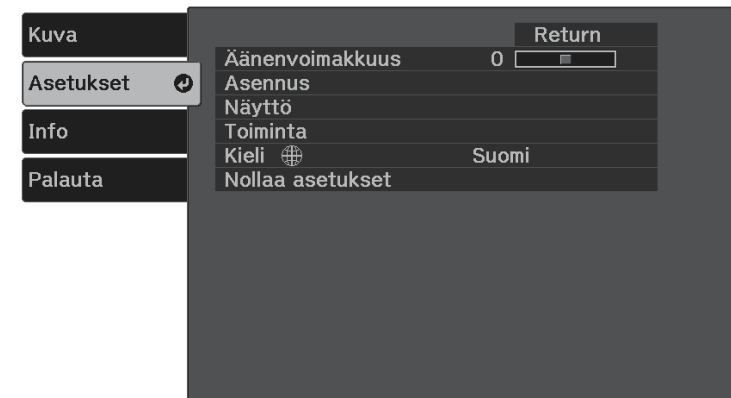 Kuva
Asetukset
Info
Palauta
Return
Äänenvoimakkuus 0
Asennus
Näyttö
Toiminta
Kieli Suomi
Nollaa asetukset